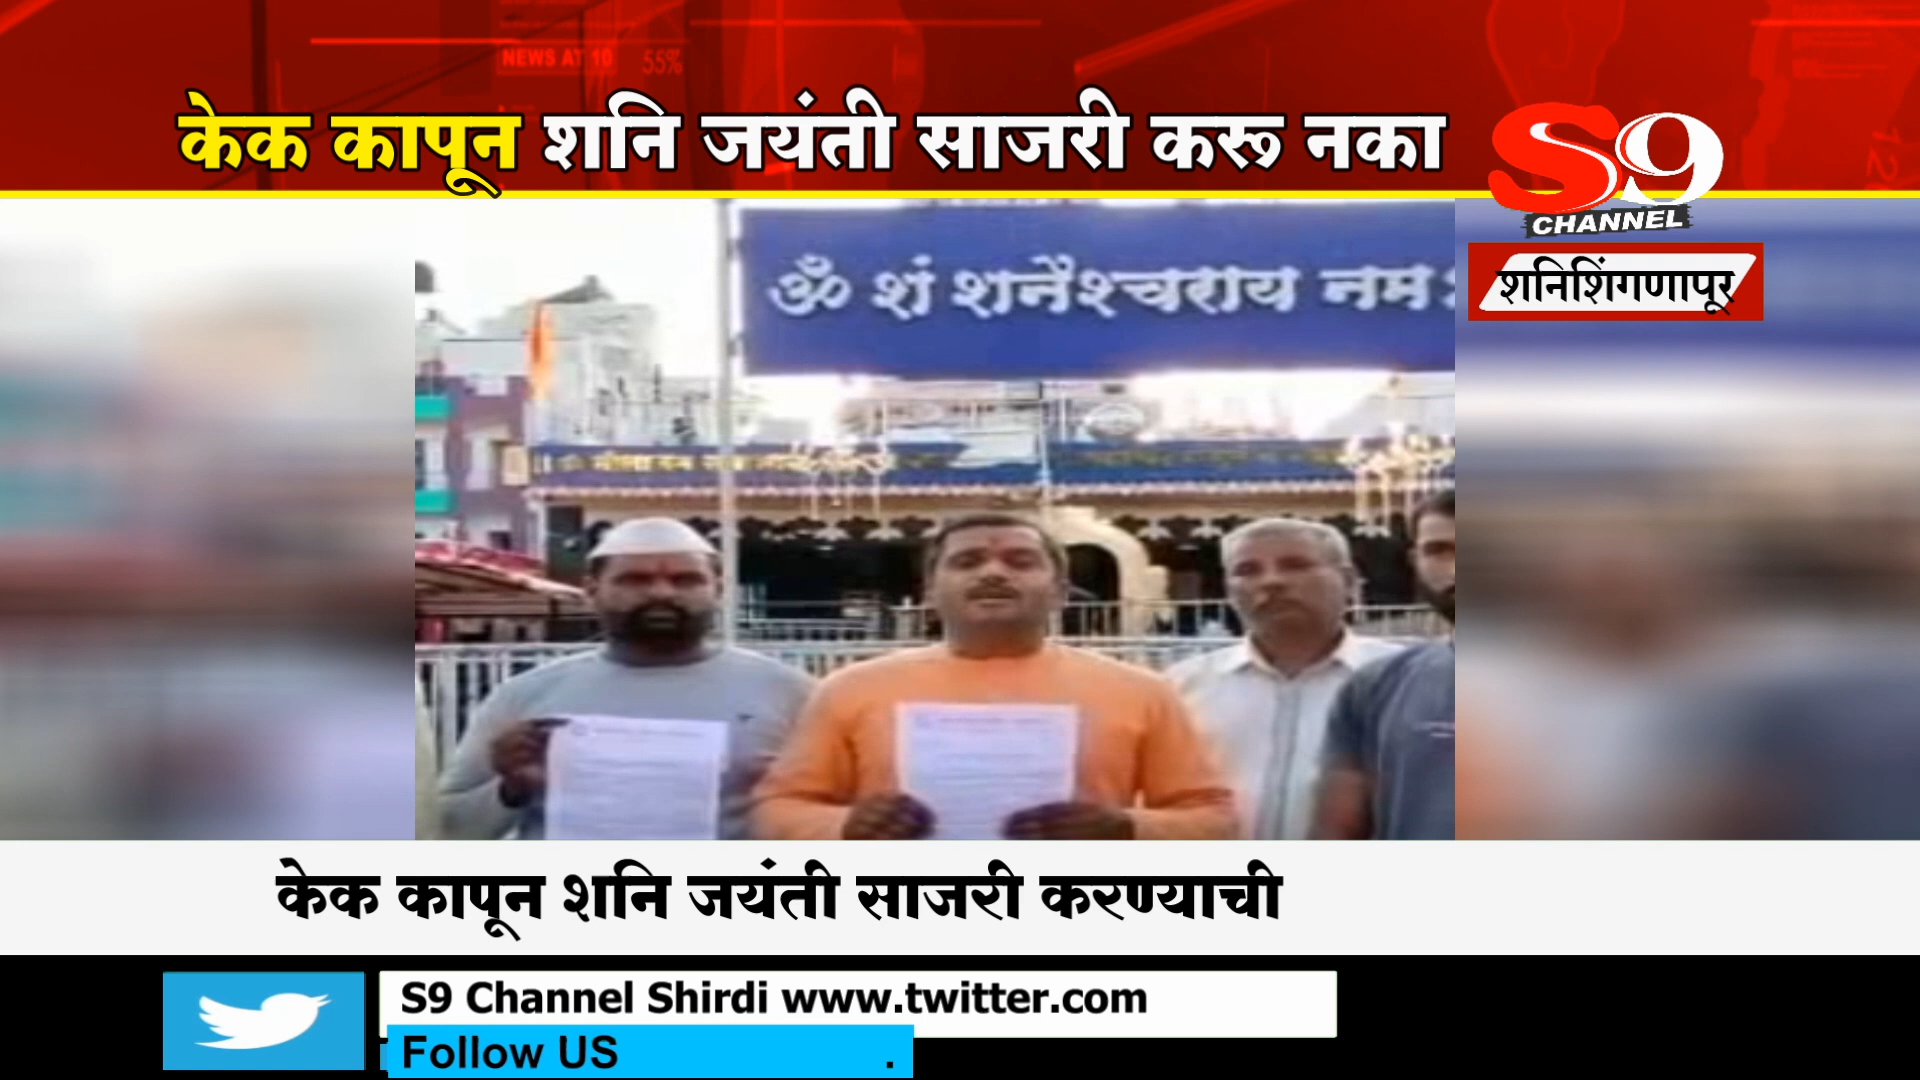 NEWS AT 10 55%
केक कापून शनि जयंती साजरी करू नका
S9
CHANNEL
शनिशिंगणापूर
ॐ शं शनैश्चराय नमः
केक कापून शनि जयंती साजरी करण्याची
S9 Channel Shirdi www.twitter.com
Follow US .